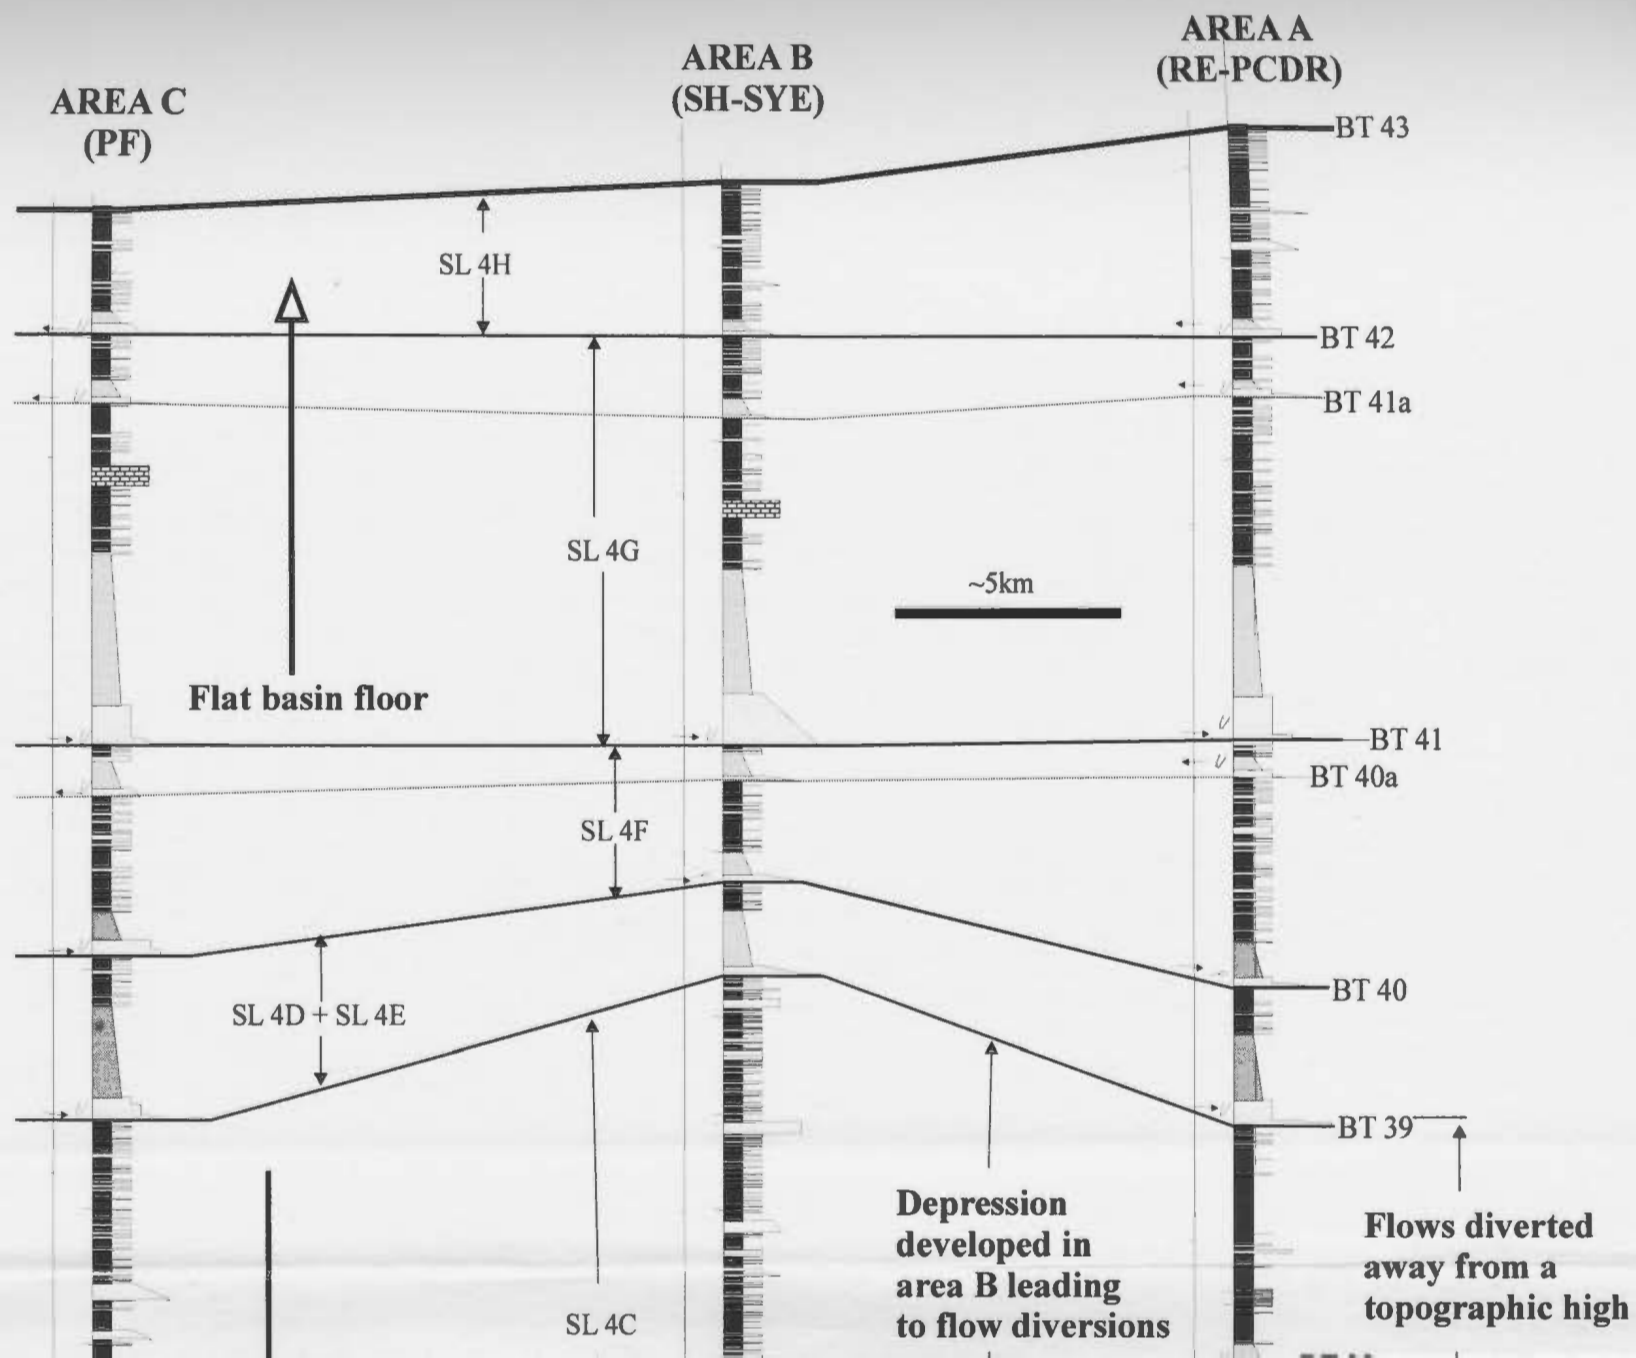 AREA C
(PF)
AREA B
(SH-SYE)
AREA A
(RE-PCDR)
BT 43
SL 4H
BT 42
BT 41a
SL 4G
~5km
Flat basin floor
BT 41
BT 40a
SL 4F
BT 40
SL 4D + SL 4E
BT 39
Depression
developed in
area B leading
to flow diversions
Flows diverted
away from a
topographic high
SL 4C